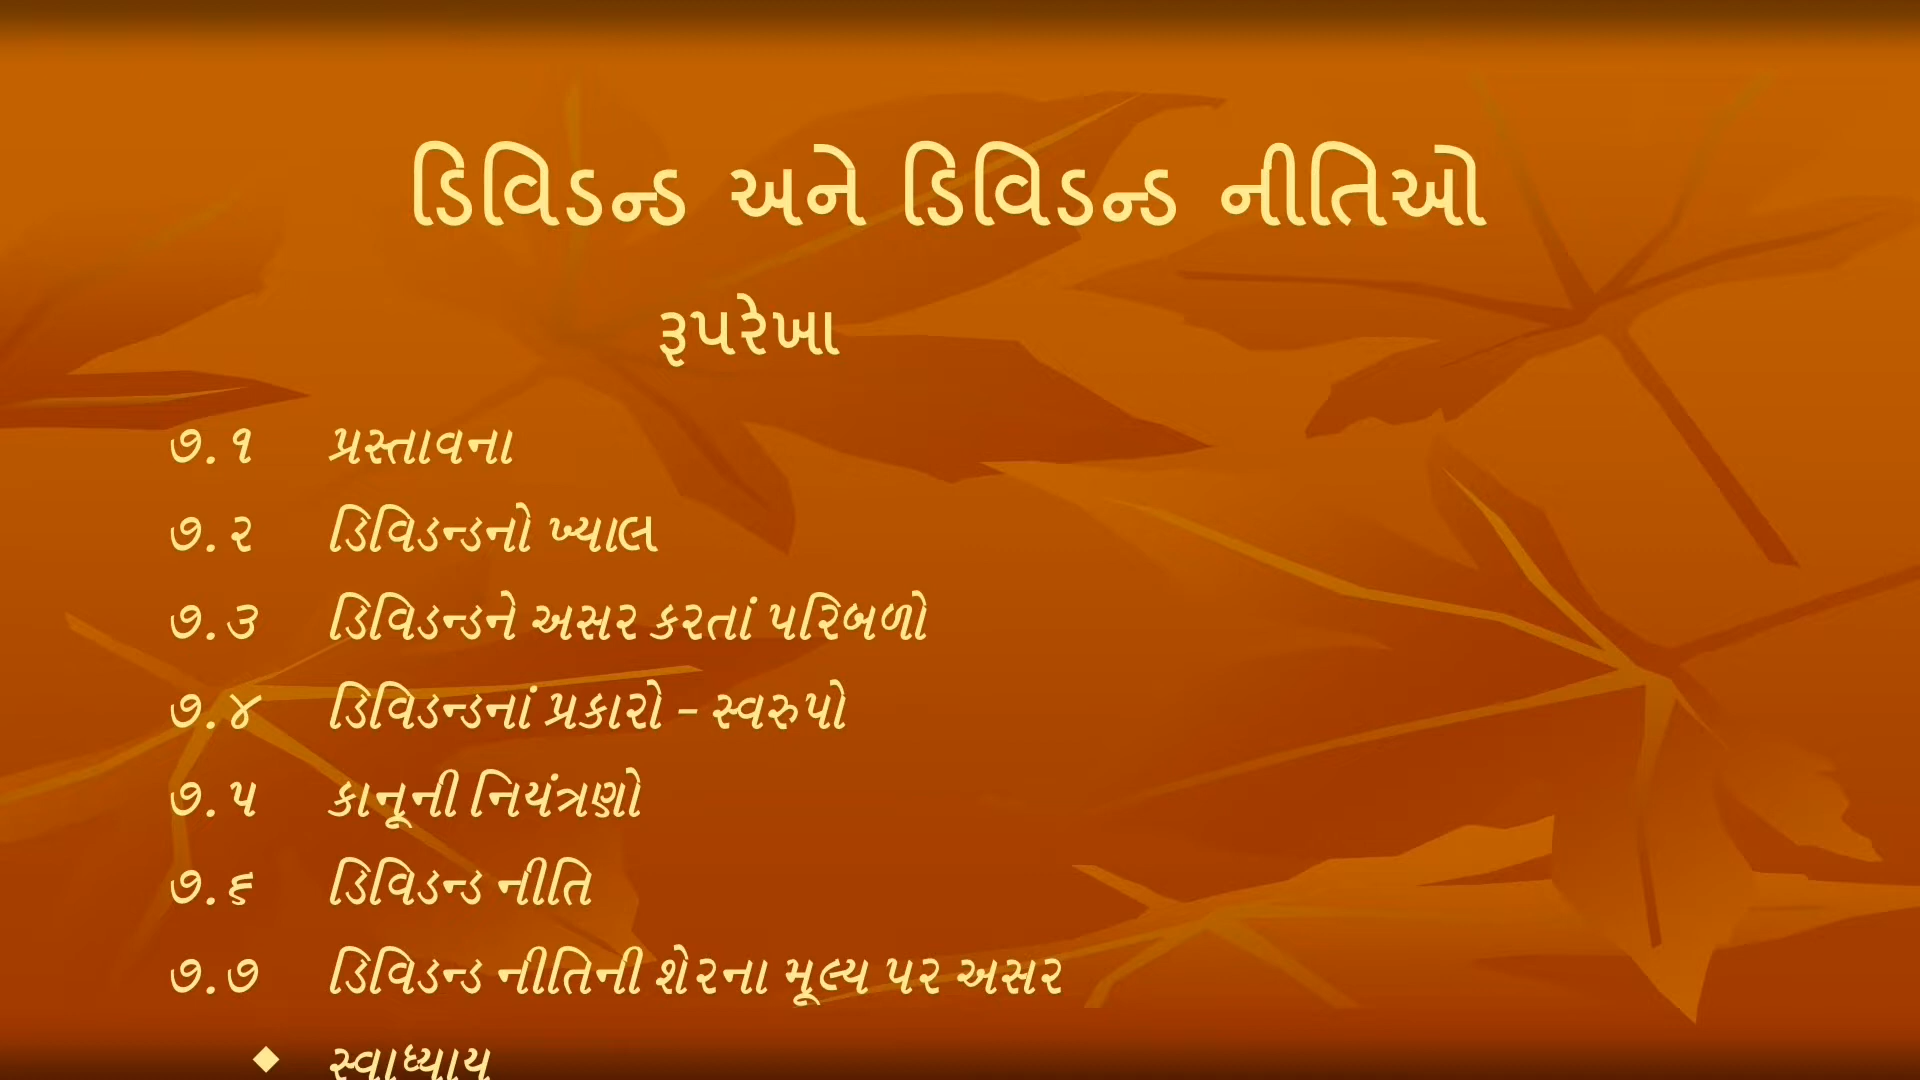 ડિવિડન્ડ અને ડિવિડન્ડ નીતિઓ
રૂપરેખા
૭.૧ પ્રસ્તાવના
૭.૨ ડિવિડન્ડનો ખ્યાલ
૭.૩ ડિવિડન્ડને અસર કરતાં પરિબળો
૭.૪ ડિવિડન્ડનાં પ્રકારો – સ્વરુપો
૭.૫ કાનૂની નિયંત્રણો
૭.૬ ડિવિડન્ડ નીતિ
૭.૭ ડિવિડન્ડ નીતિની શેરના મૂલ્ય પર અસર
◆ સ્વાધ્યાય